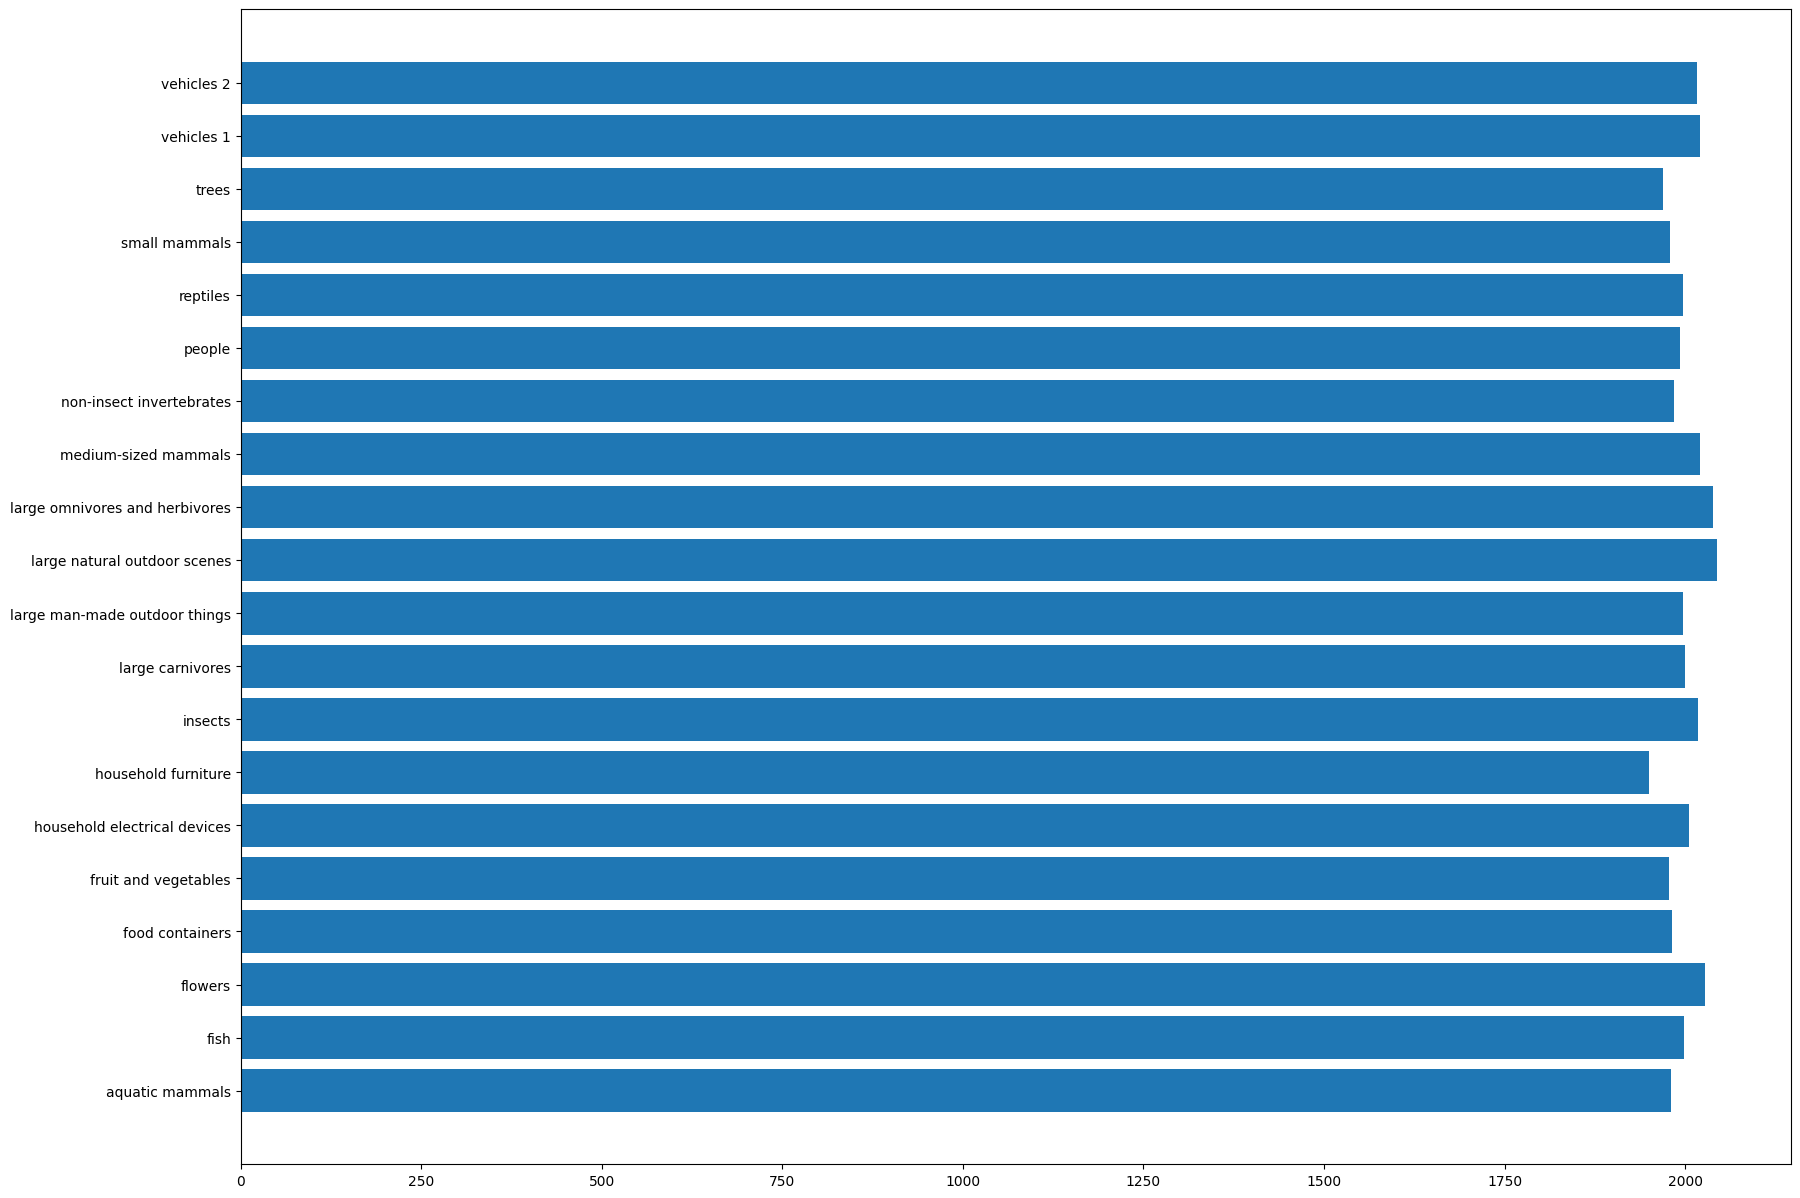 vehicles 2
vehicles 1
trees
small mammals
reptiles
people
non-insect invertebrates
medium-sized mammals
large omnivores and herbivores
large natural outdoor scenes
large man-made outdoor things
large carnivores
insects
household furniture
household electrical devices
fruit and vegetables
food containers
flowers
fish
aquatic mammals
0 250 500 750 1000 1250 1500 1750 2000